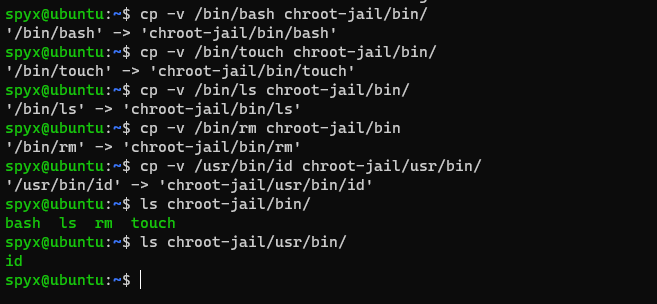 spyx@ubuntu:~$ cp -v /bin/bash chroot-jail/bin/
'/bin/bash' -> 'chroot-jail/bin/bash'
spyx@ubuntu:~$ cp -v /bin/touch chroot-jail/bin/
'/bin/touch' -> 'chroot-jail/bin/touch'
spyx@ubuntu:~$ cp -v /bin/ls chroot-jail/bin/
'/bin/ls' -> 'chroot-jail/bin/ls'
spyx@ubuntu:~$ cp -v /bin/rm chroot-jail/bin
'/bin/rm' -> 'chroot-jail/bin/rm'
spyx@ubuntu:~$ cp -v /usr/bin/id chroot-jail/usr/bin/
'/usr/bin/id' -> 'chroot-jail/usr/bin/id'
spyx@ubuntu:~$ ls chroot-jail/bin/
bash  ls  rm  touch
spyx@ubuntu:~$ ls chroot-jail/usr/bin/
id
spyx@ubuntu:~$